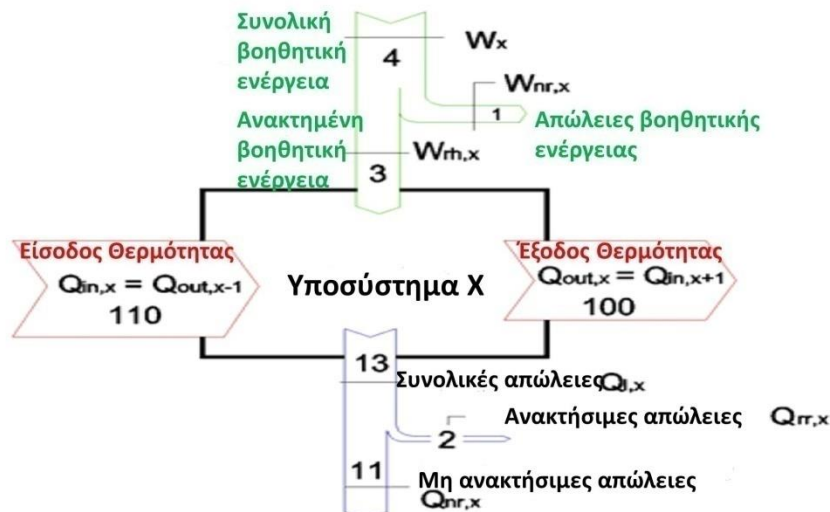 Συνολική
βοηθητική
ενέργεια
4
Wx
Wnr,x
1
Απώλειες βοηθητικής
ενέργειας
Ανακτημένη
βοηθητική
ενέργεια
Wrh,x
3
Είσοδος Θερμότητας
Qin,x = Qout,x-1
110
Υποσύστημα Χ
Έξοδος Θερμότητας
Qout,x = Qin,x+1
100
13
Συνολικές απώλειες Ql,x
Ανακτήσιμες απώλειες Qrr,x
2
11
Μη ανακτήσιμες απώλειες
Qnr,x